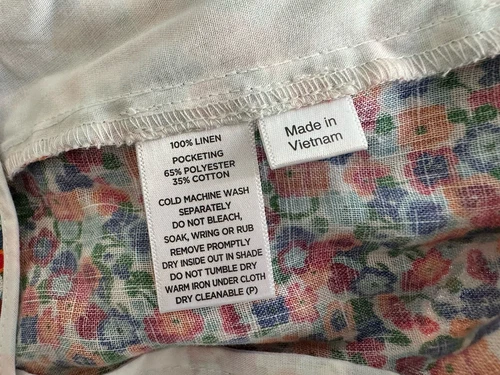 100% LINEN
POCKETING
65% POLYESTER
35% COTTON
COLD MACHINE WASH
SEPARATELY
DO NOT BLEACH,
SOAK, WRING OR RUB
REMOVE PROMPTLY
DRY INSIDE OUT IN SHADE
DO NOT TUMBLE DRY
WARM IRON UNDER CLOTH
DRY CLEANABLE (P)
Made in
Vietnam